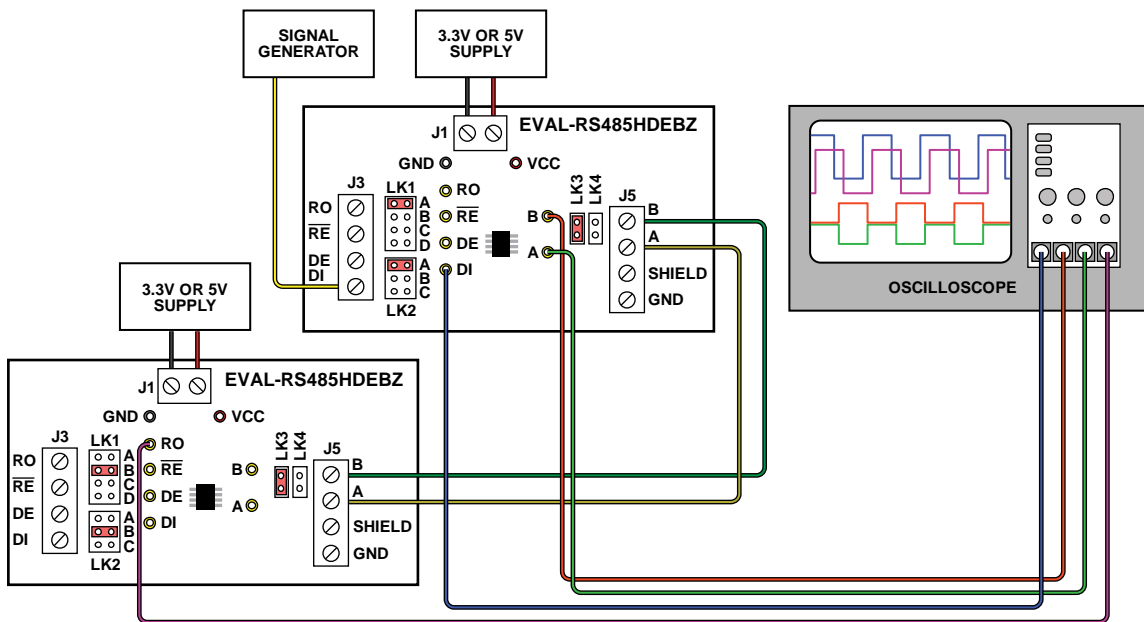 SIGNAL
GENERATOR
3.3V OR 5V
SUPPLY
J1
EVAL-RS485HDEBZ
GND
VCC
J3
LK1
RO
RE
DE
DI
A
B
C
D
RO
RE
DE
DI
A
B
C
LK2
B
A
LK3
LK4
J5
B
A
SHIELD
GND
OSCILLOSCOPE
3.3V OR 5V
SUPPLY
J1
EVAL-RS485HDEBZ
GND
VCC
J3
LK1
RO
RE
DE
DI
A
B
C
D
RO
RE
DE
DI
A
B
C
LK2
B
A
LK3
LK4
J5
B
A
SHIELD
GND